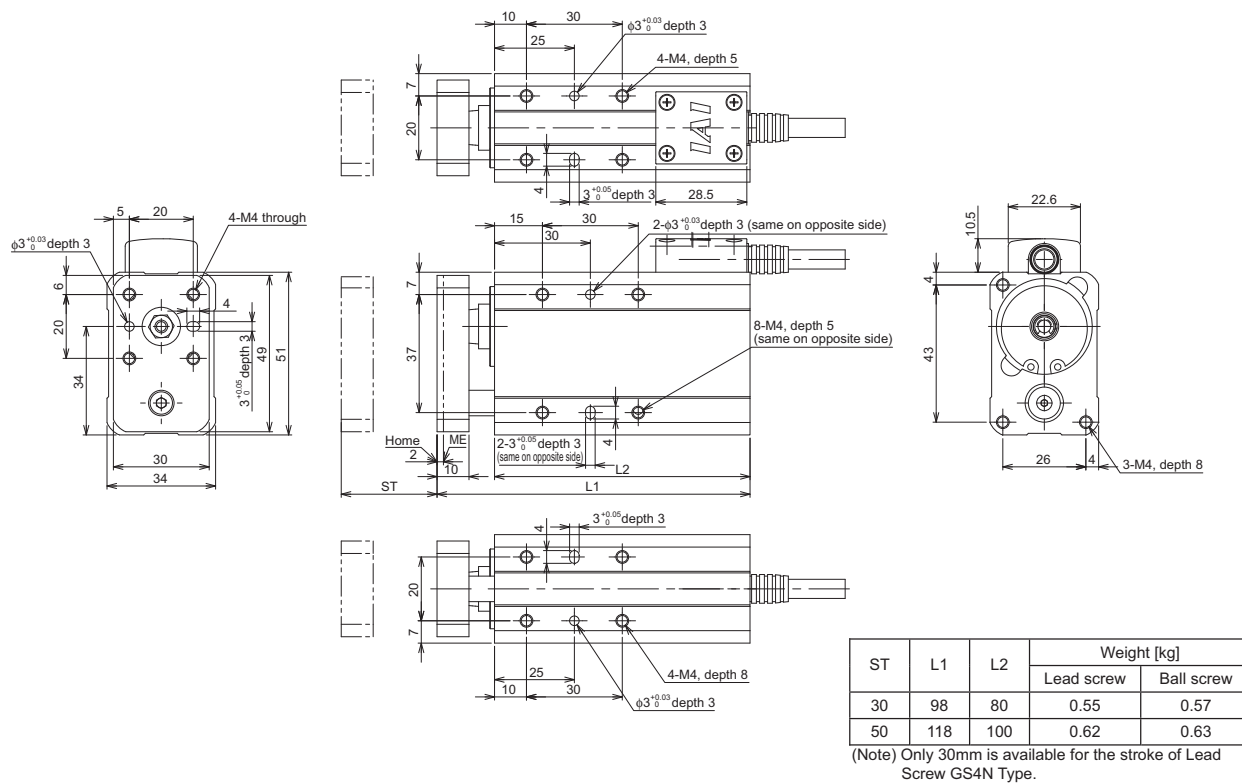 10
30
φ3 +0.03 0 depth 3
25
4-M4, depth 5
7
20
IAI
4
3 +0.05 0 depth 3
28.5
5
20
4-M4 through
φ3 +0.03 0 depth 3
6
20
34
4
3 +0.05 0 depth 3
49
51
30
34
15
30
2-φ3 +0.03 0 depth 3 (same on opposite side)
30
7
37
8-M4, depth 5
(same on opposite side)
Home
ME
2
10
2-3 +0.05 0 depth 3
(same on opposite side)
4
L2
ST
L1
22.6
10.5
4
43
26
4
3-M4, depth 8
3 +0.05 0 depth 3
4
20
7
25
4-M4, depth 8
10
30
φ3 +0.03 0 depth 3
ST L1 L2 Weight [kg]
Lead screw Ball screw
30 98 80 0.55 0.57
50 118 100 0.62 0.63
(Note) Only 30mm is available for the stroke of Lead
Screw GS4N Type.